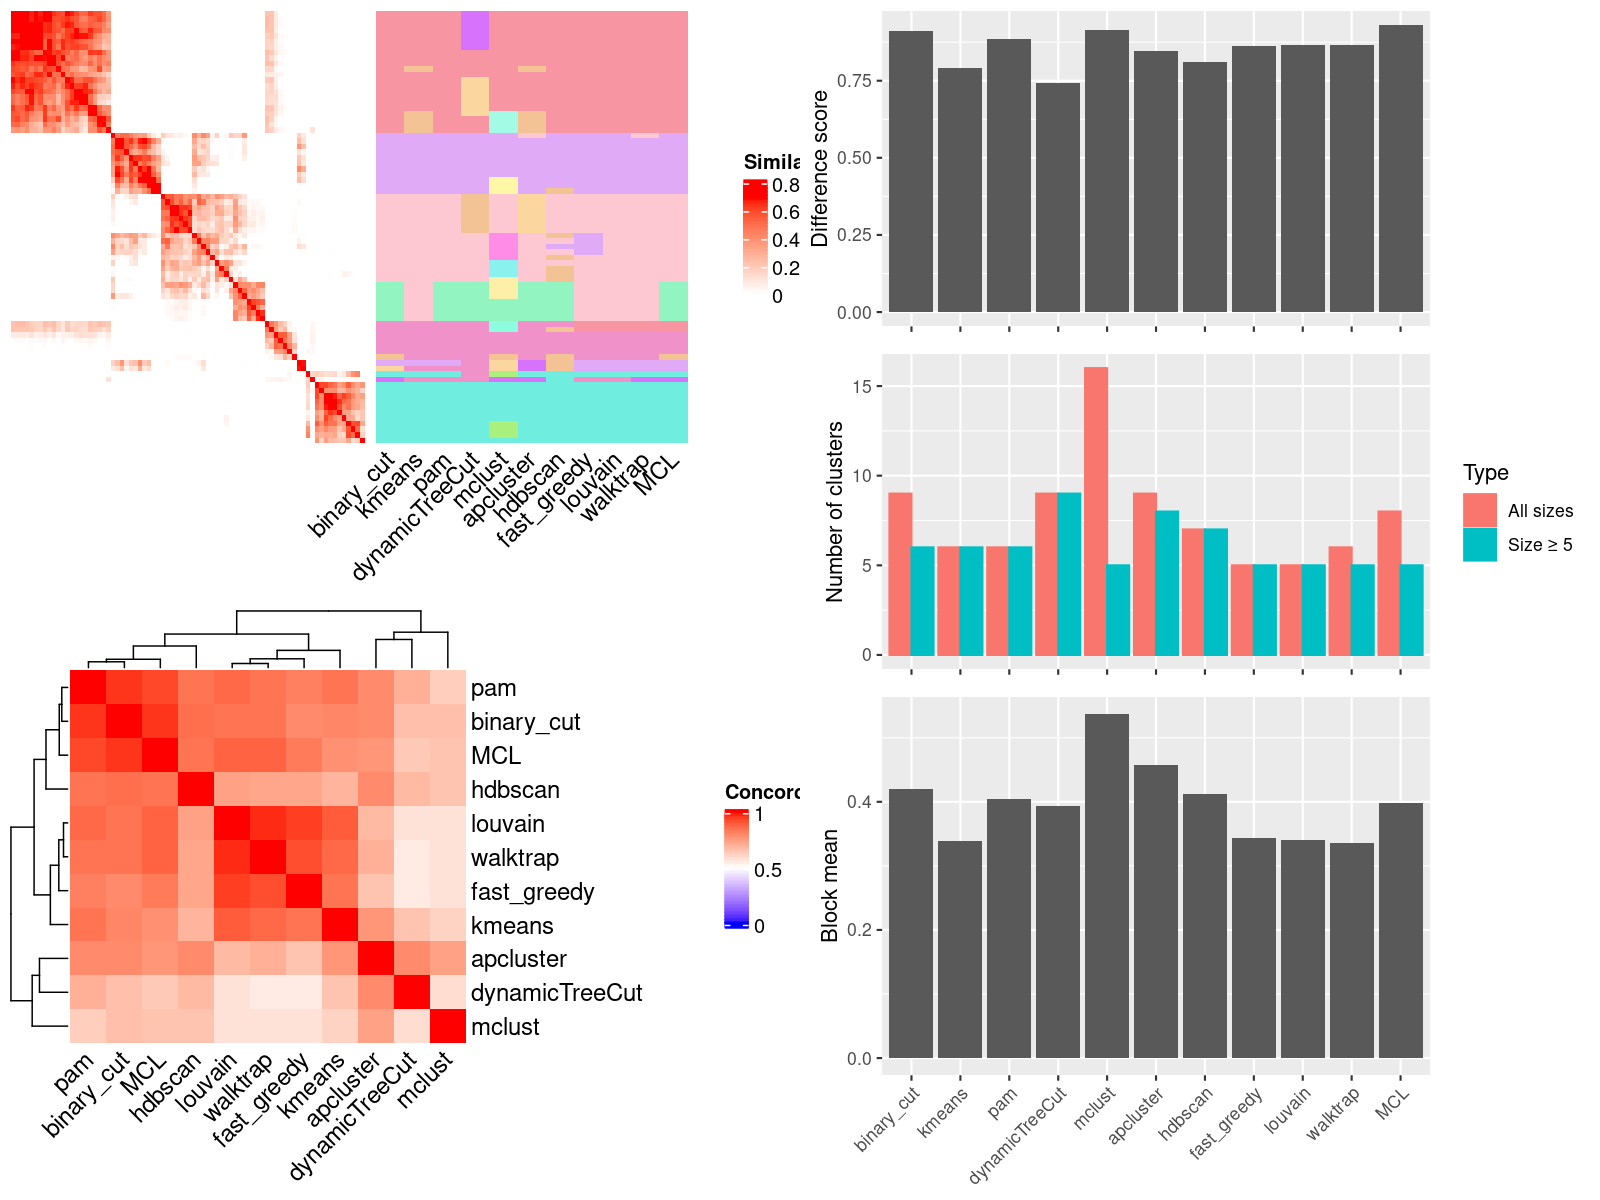 Simila
0.8
0.6
0.4
0.2
0
binary_cut
kmeans
pam
dynamicTreeCut
mclust
apcluster
hdbscan
fast_greedy
louvain
walktrap
MCL
pam
binary_cut
MCL
hdbscan
louvain
walktrap
fast_greedy
kmeans
apcluster
dynamicTreeCut
mclust
pam
binary_cut
MCL
hdbscan
louvain
walktrap
fast_greedy
kmeans
apcluster
dynamicTreeCut
mclust
Concord
1
0.5
0
Difference score
0.75
0.50
0.25
0.00
Number of clusters
15
10
5
0
Type
All sizes
Size ≥ 5
Block mean
0.4
0.2
0.0
binary_cut
kmeans
pam
dynamicTreeCut
mclust
apcluster
hdbscan
fast_greedy
louvain
walktrap
MCL